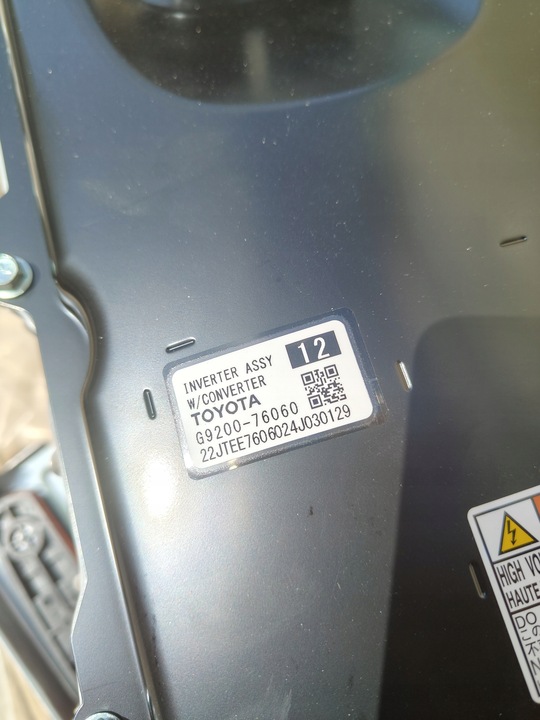 12
INVERTER ASSY
W/CONVERTER
TOYOTA
G9200-76060
22JTEE7606024J030129
HIGH VO
HAUTE
DO